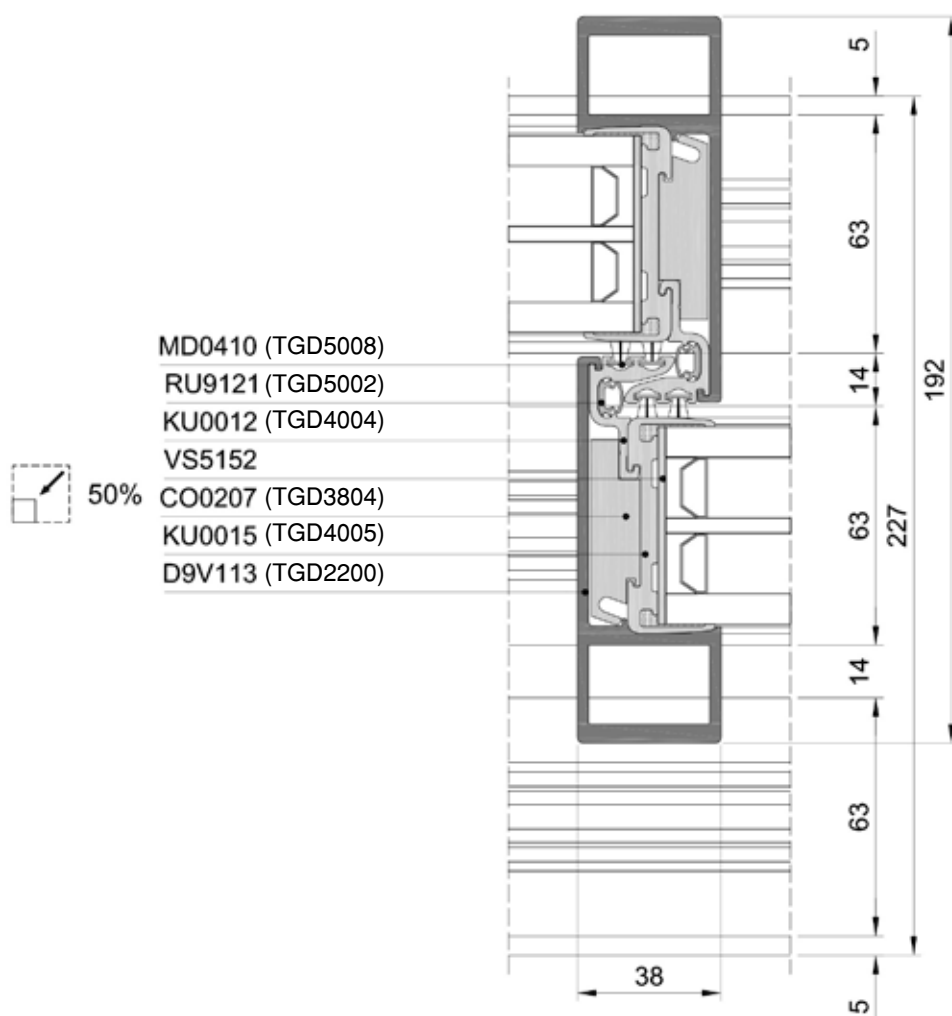 5
63
192
MD0410 (TGD5008)
RU9121 (TGD5002)
14
KU0012 (TGD4004)
VS5152
50% CO0207 (TGD3804)
63
227
KU0015 (TGD4005)
D9V113 (TGD2200)
14
63
38
5